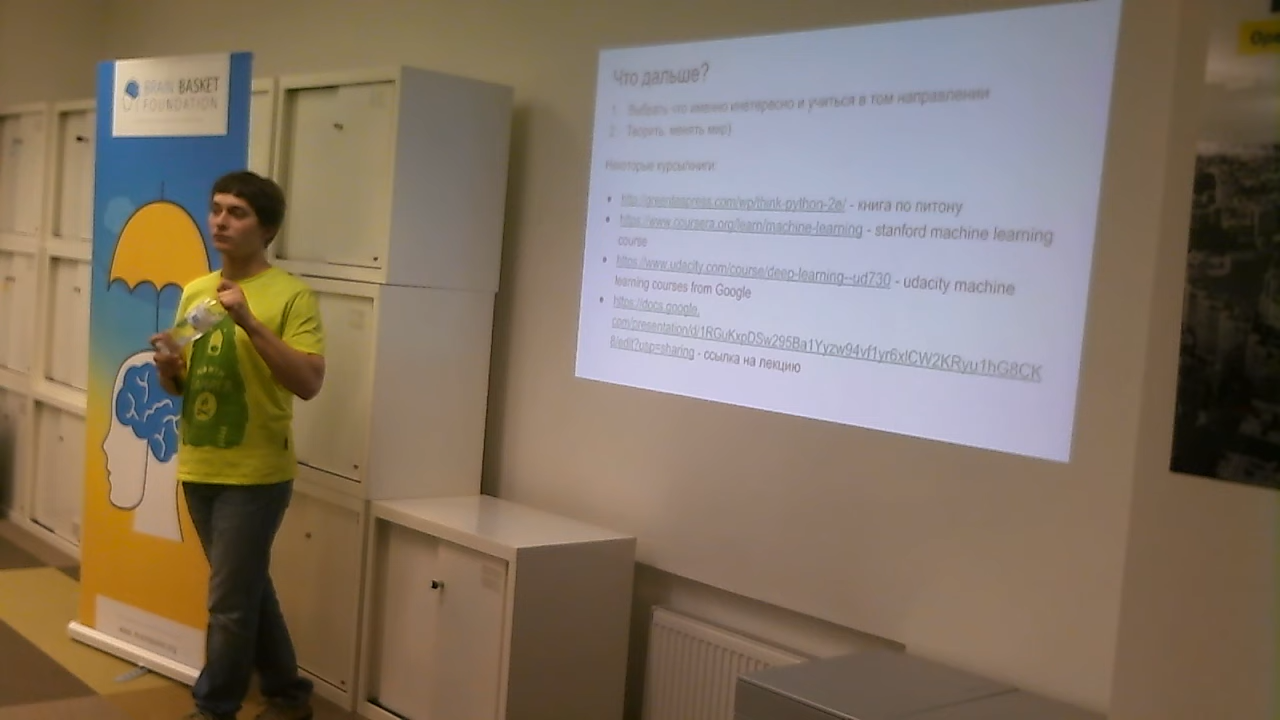 BRAIN BASKET
FOUNDATION
Что дальше?
1. Выбрать что именно инетересно и учиться в том направлении
2. Творить, менять мир)
Некоторые курсы/книги:
http://greenteapress.com/wp/think-python-2e/ - книга по питону
https://www.coursera.org/learn/machine-learning - stanford machine learning
course
https://www.udacity.com/course/deep-learning--ud730 - udacity machine
learning courses from Google
https://docs.google.
com/presentation/d/1RGuKxpDSw295Ba1Yyzw94vf1yr6xICW2KRyu1hG8CK
8/edit?usp=sharing - ссылка на лекцию